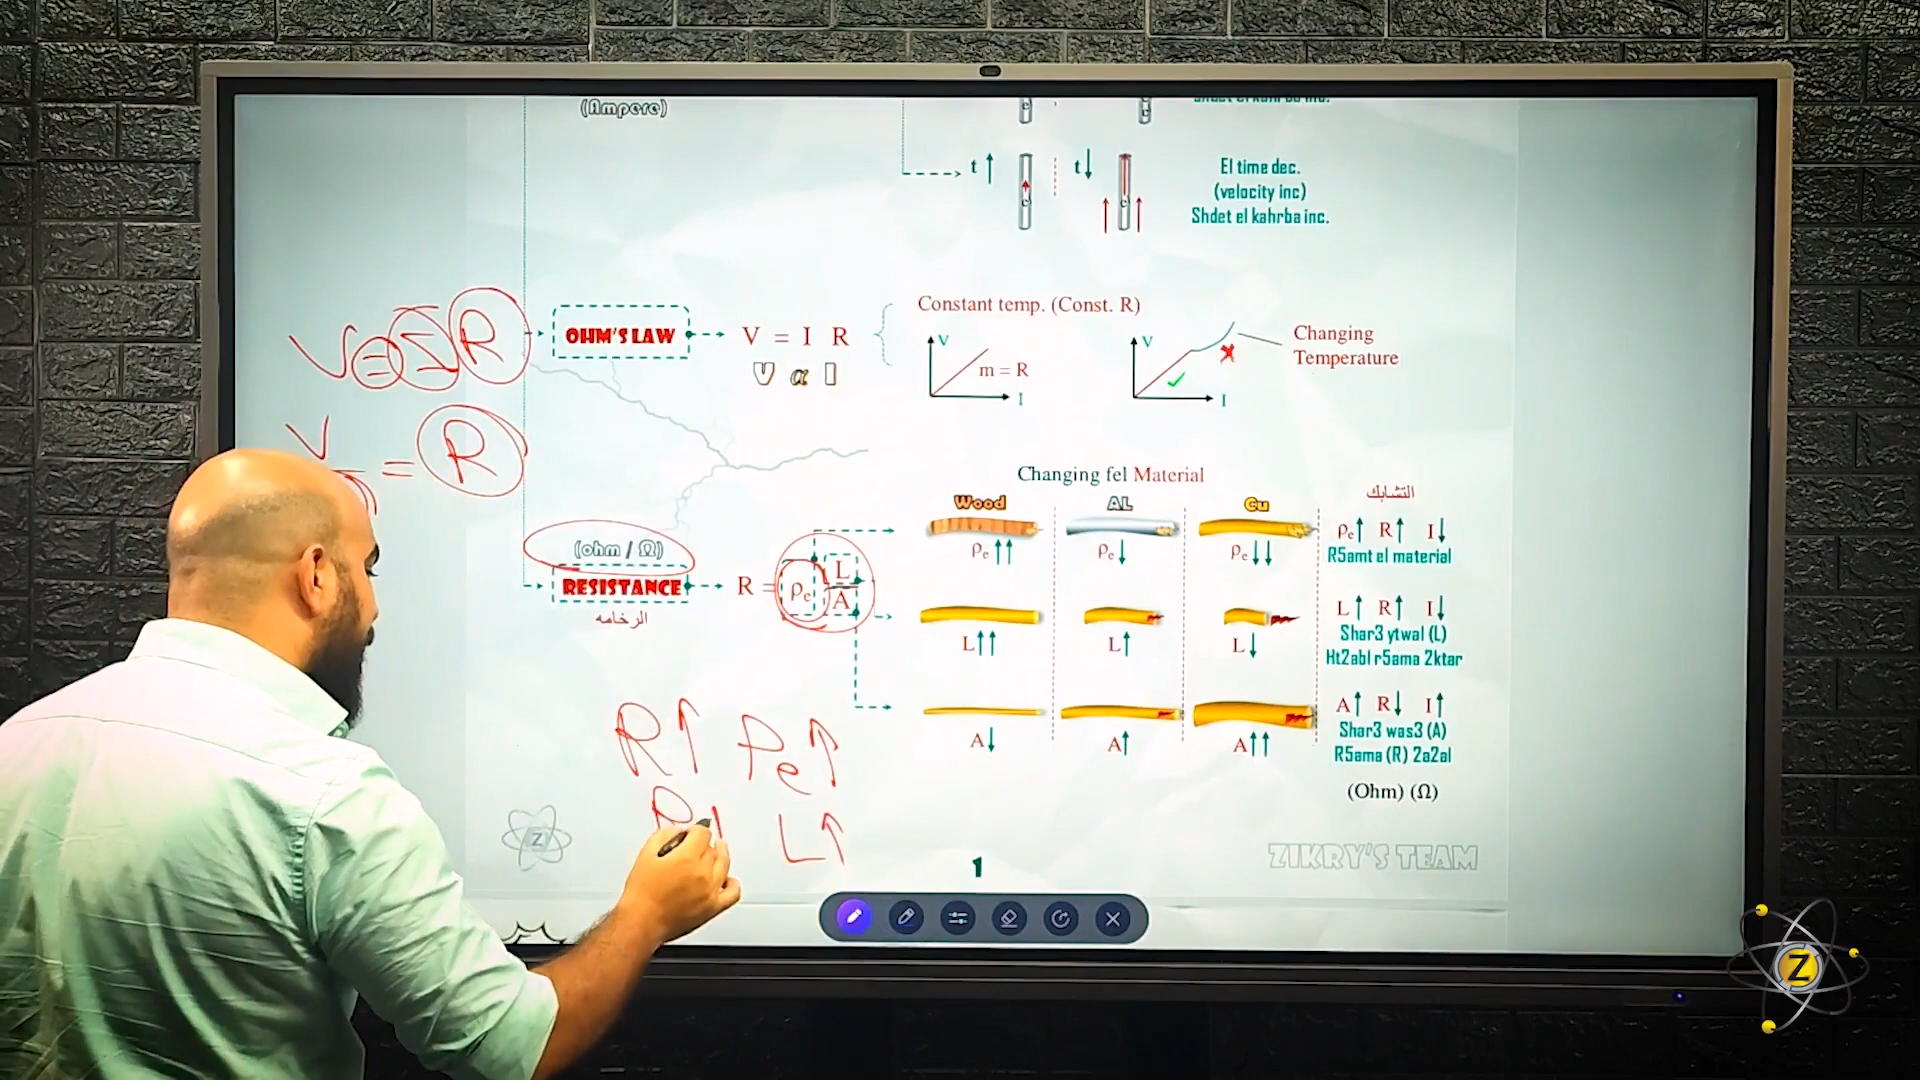 (Ampere)
t↑ t↓
El time dec.
(velocity inc)
Shdet el kahrba inc.
V = I R
OHM'S LAW
V = I R
V α I
Constant temp. (Const. R)
V
m = R
I
V
I
Changing
Temperature
V
= R
Changing fel Material
Wood
AL
Cu
التشابك
ρe↑↑
ρe↓
ρe↓↓
ρe↑ R↑ I↓
R5amt el material
(ohm / Ω)
RESISTANCE
الرخامه
R = ρe L/A
L↑↑
L↑
L↓
L↑ R↑ I↓
Shar3 ytwal (L)
Ht2abl r5ama 2ktar
A↓
A↑
A↑↑
A↑ R↓ I↑
Shar3 was3 (A)
R5ama (R) 2a2al
(Ohm) (Ω)
R↑ ρe↑
R L↑
Z
1
ZIKRY'S TEAM
Z